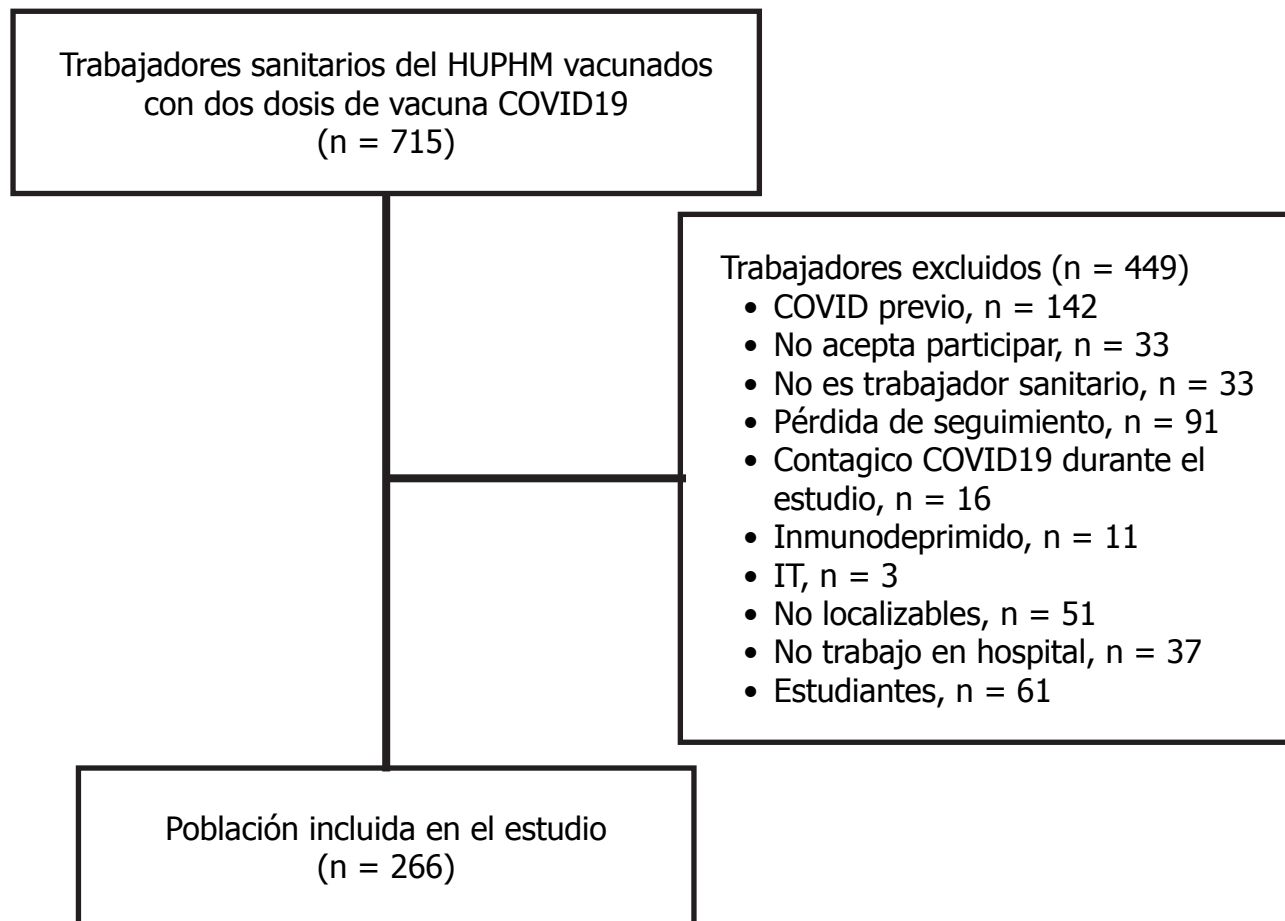 Trabajadores sanitarios del HUPHM vacunados
con dos dosis de vacuna COVID19
(n = 715)
Trabajadores excluidos (n = 449)
• COVID previo, n = 142
• No acepta participar, n = 33
• No es trabajador sanitario, n = 33
• Pérdida de seguimiento, n = 91
• Contagico COVID19 durante el
estudio, n = 16
• Inmunodeprimido, n = 11
• IT, n = 3
• No localizables, n = 51
• No trabajo en hospital, n = 37
• Estudiantes, n = 61
Población incluida en el estudio
(n = 266)